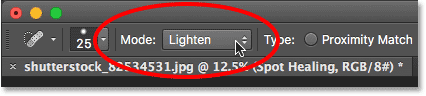 25 Mode: Lighten Type: Proximity Match
× shutterstock_82534531.jpg @ 12.5% (Spot Healing, RGB/8#) *